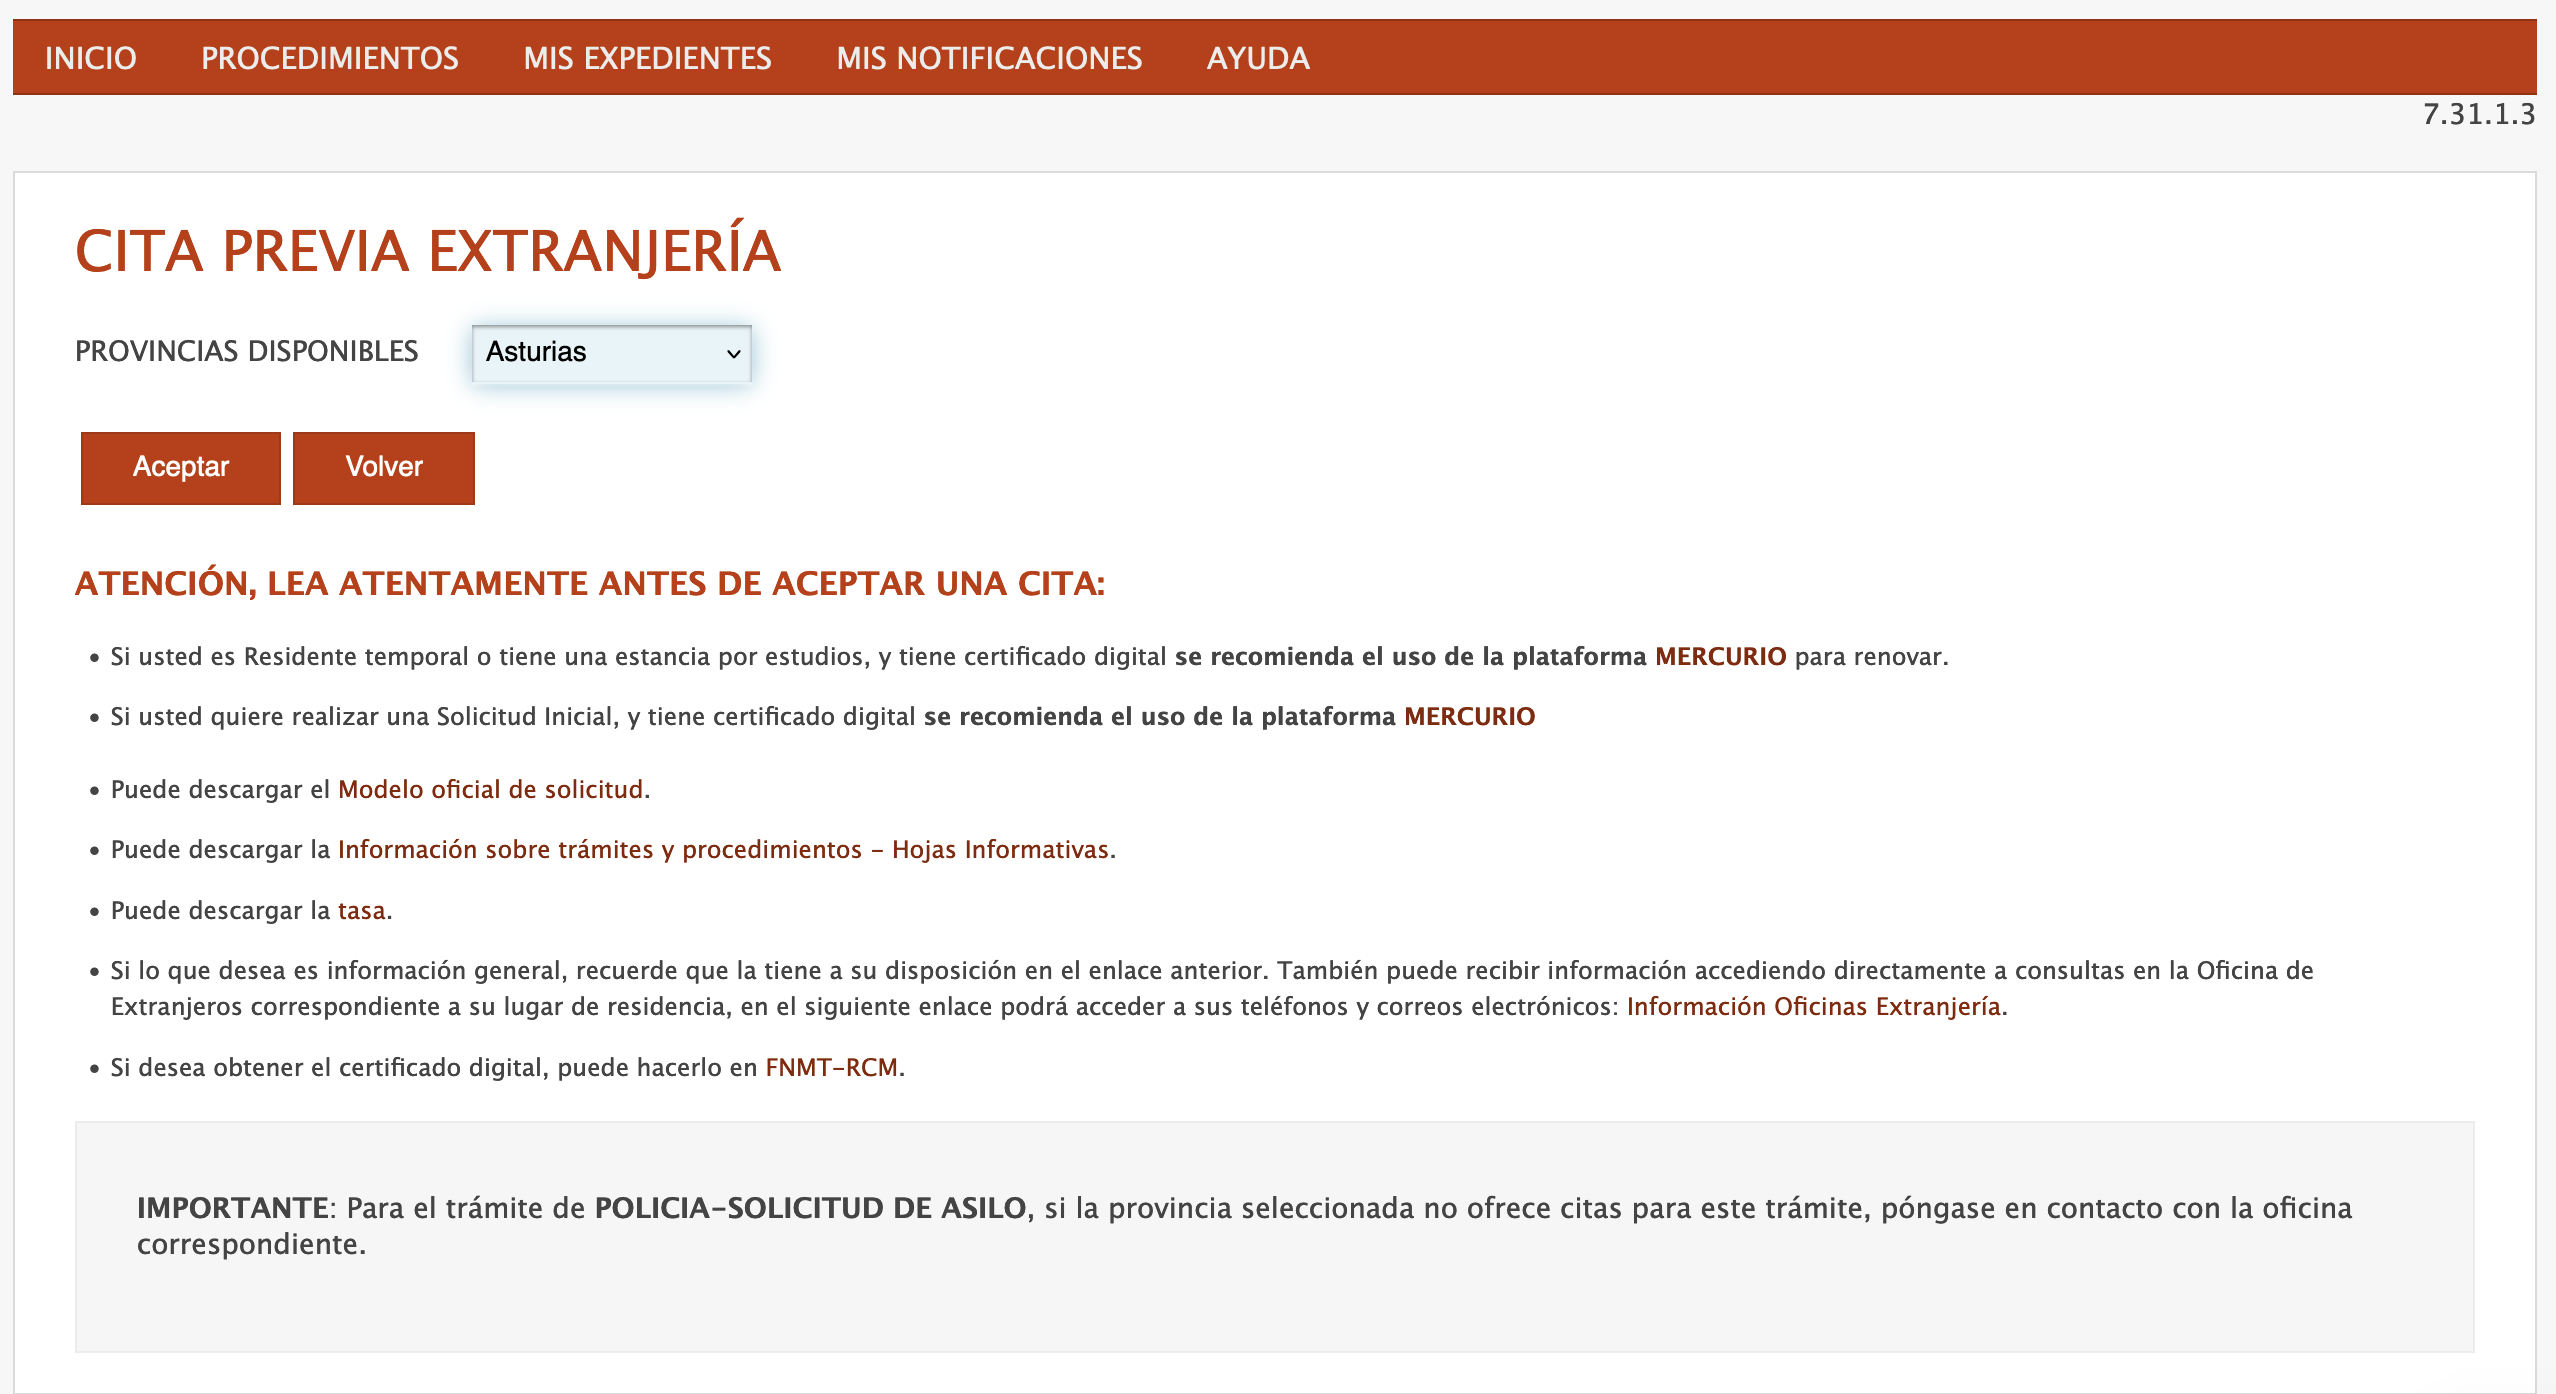 INICIO PROCEDIMIENTOS MIS EXPEDIENTES MIS NOTIFICACIONES AYUDA
7.31.1.3
CITA PREVIA EXTRANJERÍA
PROVINCIAS DISPONIBLES Asturias
Aceptar Volver
ATENCIÓN, LEA ATENTAMENTE ANTES DE ACEPTAR UNA CITA:
• Si usted es Residente temporal o tiene una estancia por estudios, y tiene certificado digital se recomienda el uso de la plataforma MERCURIO para renovar.
• Si usted quiere realizar una Solicitud Inicial, y tiene certificado digital se recomienda el uso de la plataforma MERCURIO
• Puede descargar el Modelo oficial de solicitud.
• Puede descargar la Información sobre trámites y procedimientos - Hojas Informativas.
• Puede descargar la tasa.
• Si lo que desea es información general, recuerde que la tiene a su disposición en el enlace anterior. También puede recibir información accediendo directamente a consultas en la Oficina de
Extranjeros correspondiente a su lugar de residencia, en el siguiente enlace podrá acceder a sus teléfonos y correos electrónicos: Información Oficinas Extranjería.
• Si desea obtener el certificado digital, puede hacerlo en FNMT-RCM.
IMPORTANTE: Para el trámite de POLICIA-SOLICITUD DE ASILO, si la provincia seleccionada no ofrece citas para este trámite, póngase en contacto con la oficina
correspondiente.